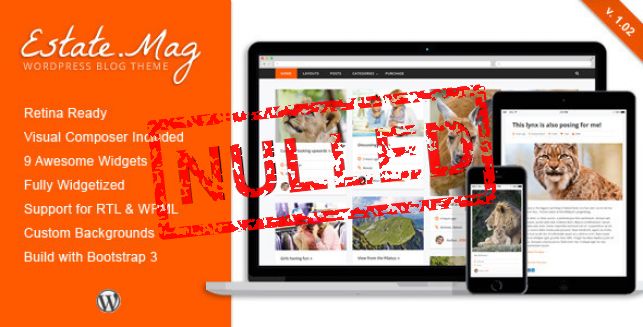 Estate.Mag
WORDPRESS BLOG THEME
Retina Ready
Visual Composer Included
9 Awesome Widgets
Fully Widgetized
Support for RTL & WPML
Custom Backgrounds
Build with Bootstrap 3
v. 1.02
HOME LAYOUTS POSTS CATEGORIES PURCHASE
looking upwards
Girls having fun
View from the Pilatus
This lynx is also posing for me!
NULLED